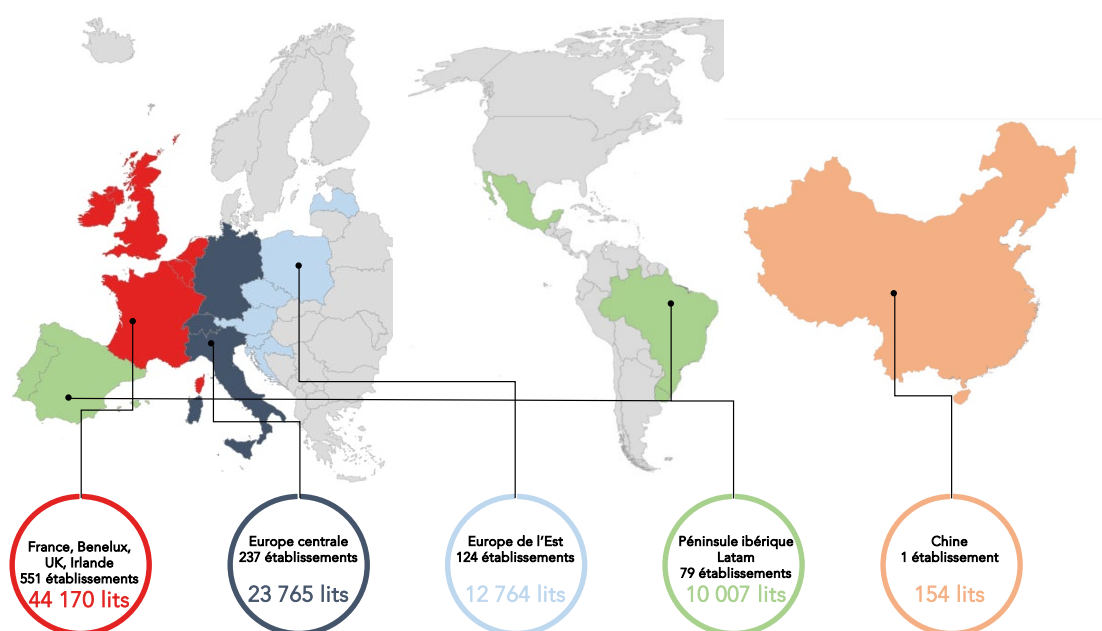 France, Benelux,
UK, Irlande
551 établissements
44 170 lits
Europe centrale
237 établissements
23 765 lits
Europe de l'Est
124 établissements
12 764 lits
Péninsule ibérique
Latam
79 établissements
10 007 lits
Chine
1 établissement
154 lits